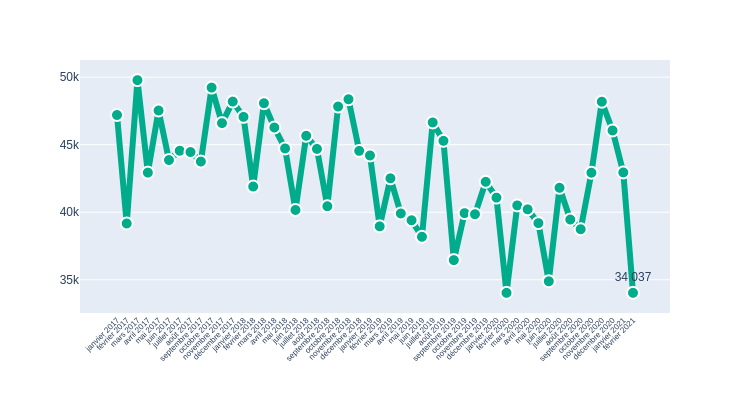 50k
45k
40k
35k
34 037
janvier 2017
février 2017
mars 2017
avril 2017
mai 2017
juin 2017
juillet 2017
août 2017
septembre 2017
octobre 2017
novembre 2017
décembre 2017
janvier 2018
février 2018
mars 2018
avril 2018
mai 2018
juin 2018
juillet 2018
août 2018
septembre 2018
octobre 2018
novembre 2018
décembre 2018
janvier 2019
février 2019
mars 2019
avril 2019
mai 2019
juin 2019
juillet 2019
août 2019
septembre 2019
octobre 2019
novembre 2019
décembre 2019
janvier 2020
février 2020
mars 2020
avril 2020
mai 2020
juin 2020
juillet 2020
août 2020
septembre 2020
octobre 2020
novembre 2020
décembre 2020
janvier 2021
février 2021